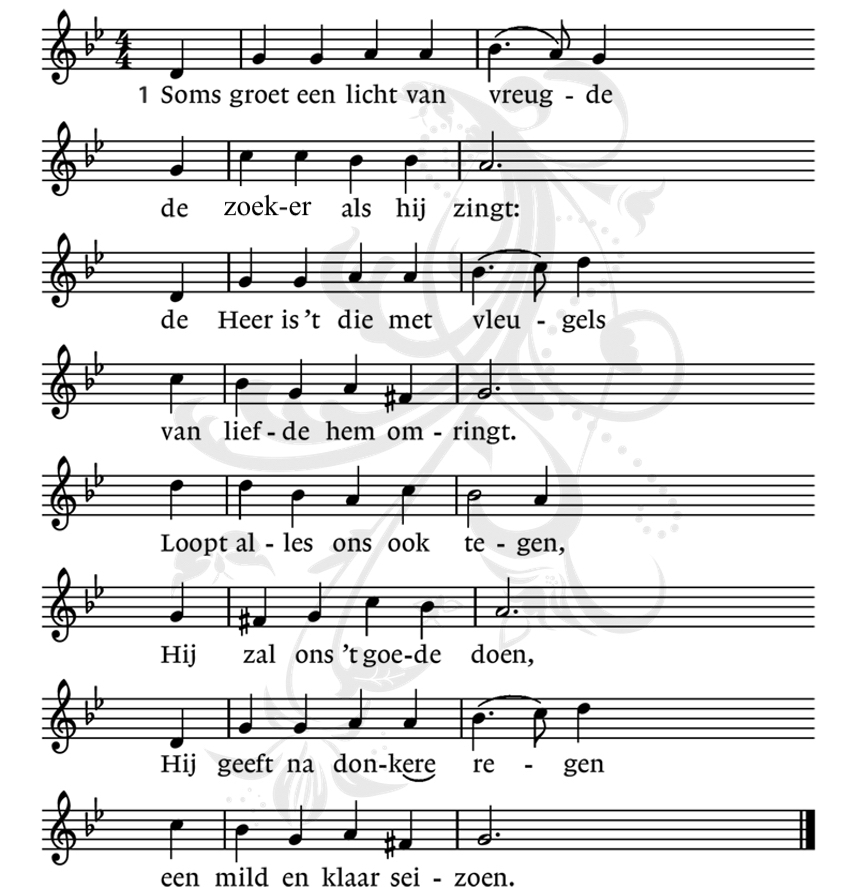 1 Soms groet een licht van vreug - de
de zoek-er als hij zingt:
de Heer is 't die met vleu - gels
van lief - de hem om - ringt.
Loopt al - les ons ook te - gen,
Hij zal ons 't goe-de doen,
Hij geeft na don-kere re - gen
een mild en klaar sei - zoen.